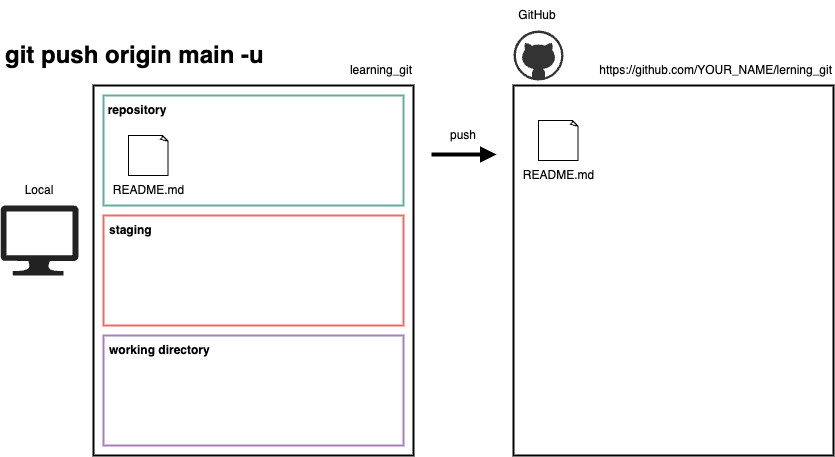 GitHub
git push origin main -u
learning_git
https://github.com/YOUR_NAME/lerning_git
repository
README.md
push
README.md
Local
staging
working directory